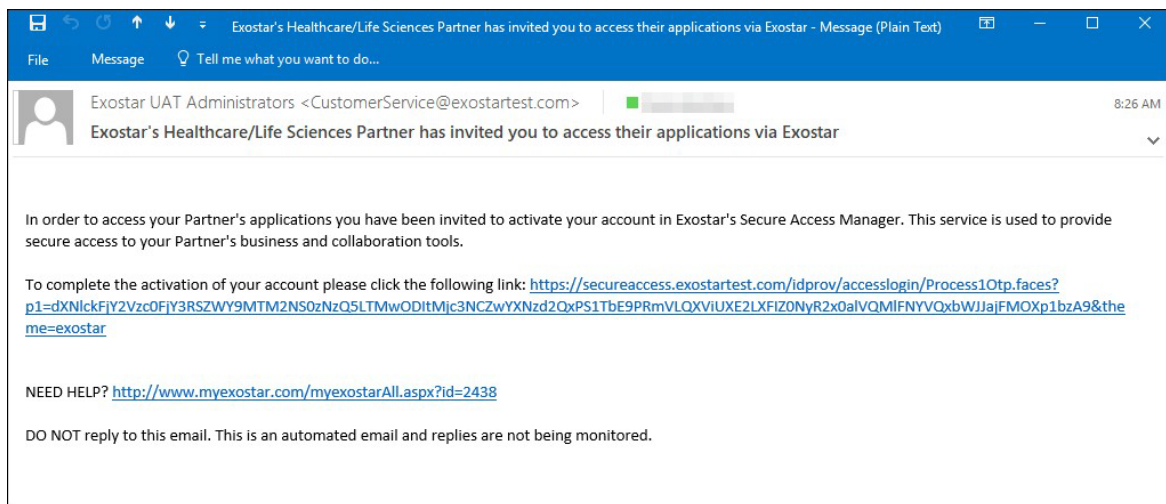 Exostar's Healthcare/Life Sciences Partner has invited you to access their applications via Exostar - Message (Plain Text)
File Message Tell me what you want to do...
Exostar UAT Administrators <CustomerService@exostartest.com>
8:26 AM
Exostar's Healthcare/Life Sciences Partner has invited you to access their applications via Exostar
In order to access your Partner's applications you have been invited to activate your account in Exostar's Secure Access Manager. This service is used to provide
secure access to your Partner's business and collaboration tools.
To complete the activation of your account please click the following link: https://secureaccess.exostartest.com/idprov/accesslogin/Process1Otp.faces?
p1=dXNlckFjY2Vzc0FjY3RSZWY9MTM2NS0zNzQ5LTMwODItMjc3NCZwYXNzd2QxPS1TbE9PRmVLQXViUXE2LXFIZ0NyR2x0alVQMlFNYVQxbWJJajFMOXp1bzA9&the
me=exostar
NEED HELP? http://www.myexostar.com/myexostarAll.aspx?id=2438
DO NOT reply to this email. This is an automated email and replies are not being monitored.